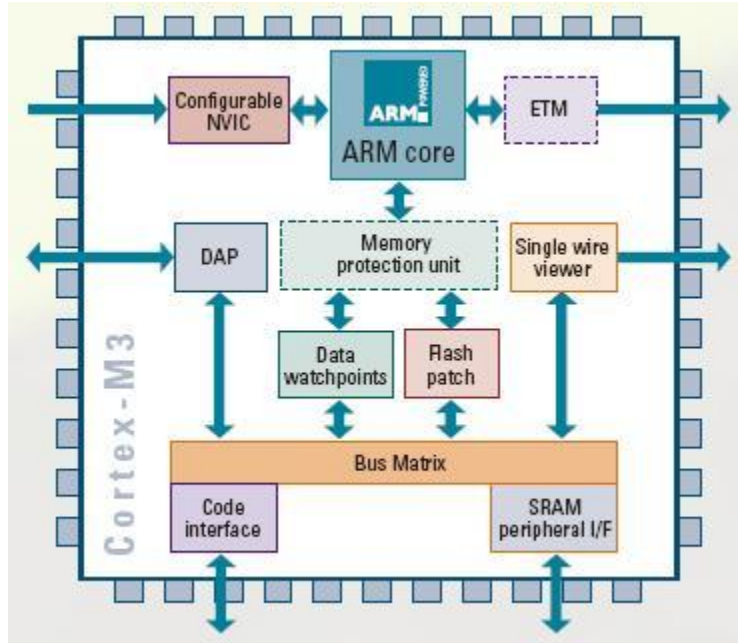 Configurable
NVIC
ARM
POWERED
ARM core
ETM
DAP
Memory
protection unit
Single wire
viewer
Data
watchpoints
Flash
patch
Cortex-M3
Bus Matrix
Code
interface
SRAM
peripheral I/F